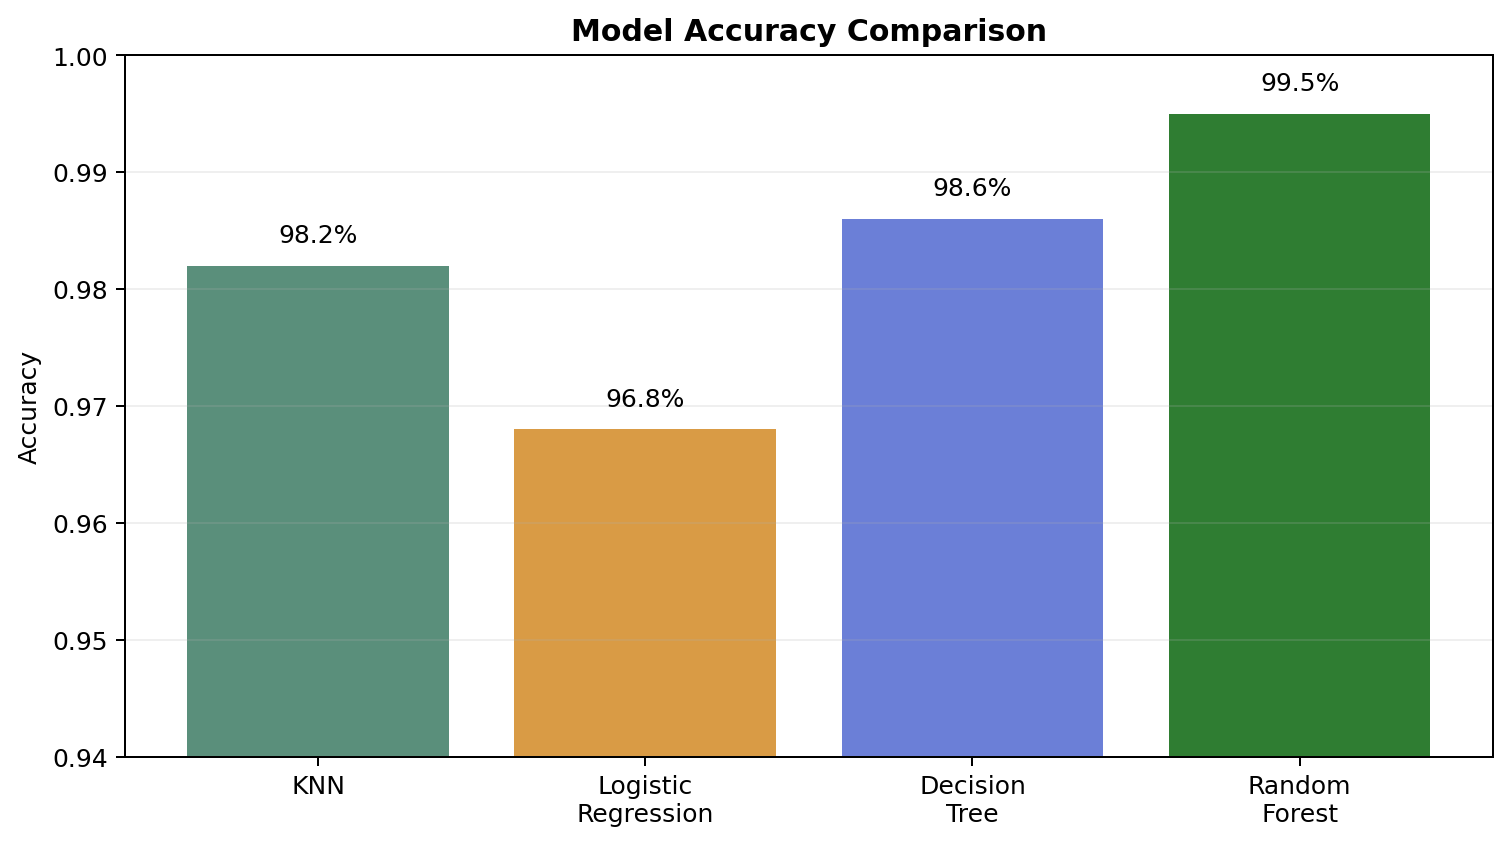 Model Accuracy Comparison
1.00
0.99
0.98
0.97
0.96
0.95
0.94
Accuracy
98.2%
96.8%
98.6%
99.5%
KNN
Logistic
Regression
Decision
Tree
Random
Forest